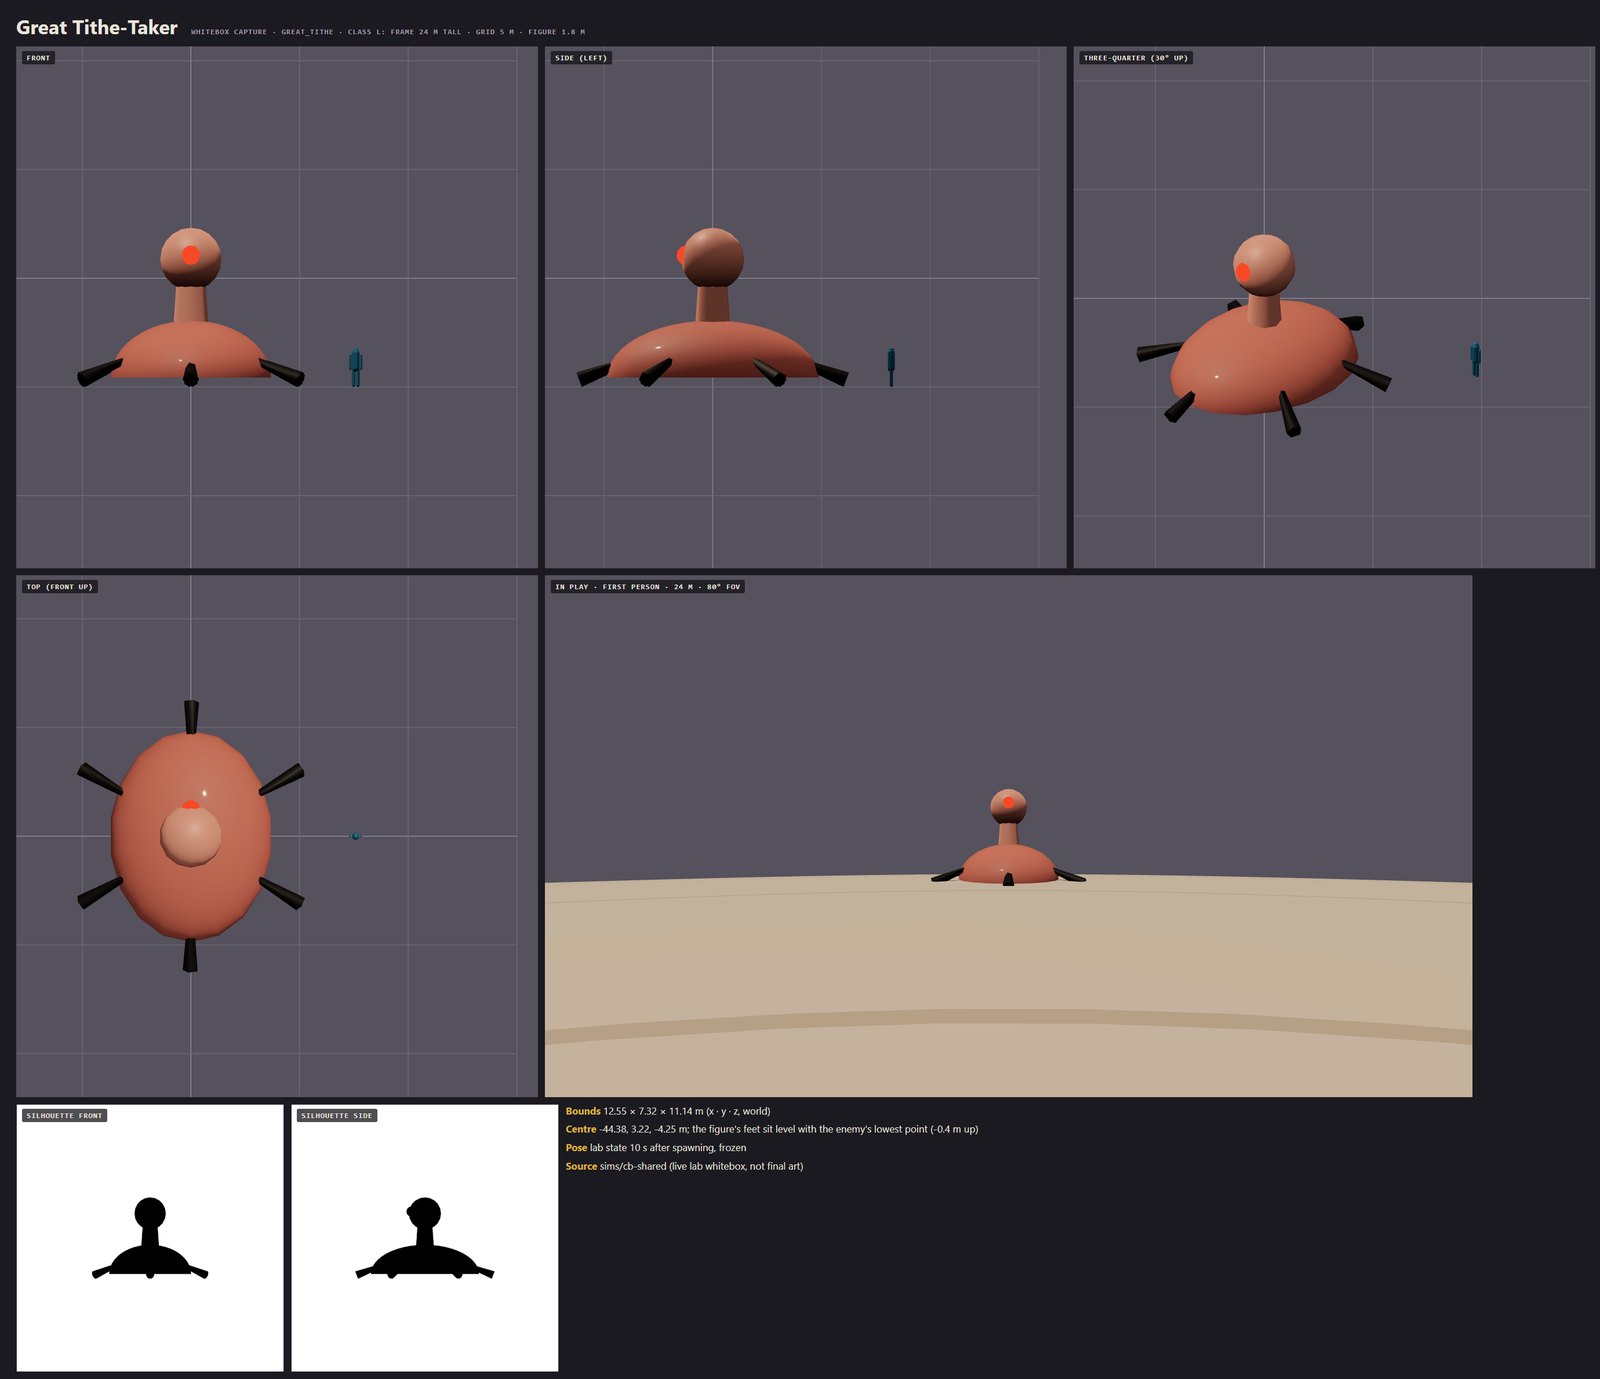 Great Tithe-Taker WHITEBOX CAPTURE · GREAT_TITHE · CLASS L: FRAME 24 M TALL · GRID 5 M · FIGURE 1.8 M
FRONT
SIDE (LEFT)
THREE-QUARTER (30° UP)
TOP (FRONT UP)
IN PLAY · FIRST PERSON · 24 M · 80° FOV
SILHOUETTE FRONT
SILHOUETTE SIDE
Bounds 12.55 × 7.32 × 11.14 m (x · y · z, world)
Centre -44.38, 3.22, -4.25 m; the figure's feet sit level with the enemy's lowest point (-0.4 m up)
Pose lab state 10 s after spawning, frozen
Source sims/cb-shared (live lab whitebox, not final art)